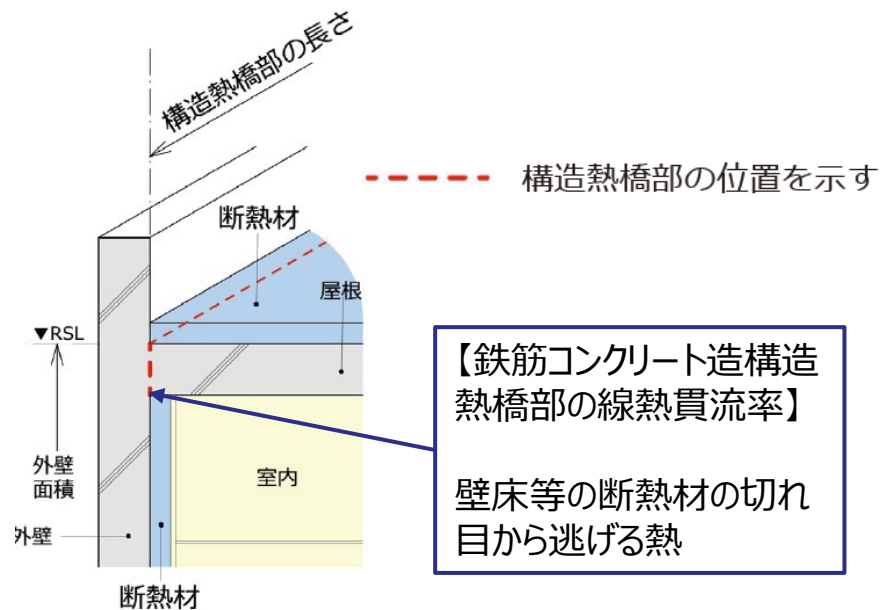 構造熱橋部の長さ
構造熱橋部の位置を示す
断熱材
屋根
▼RSL
外壁
面積
室内
外壁
断熱材
【鉄筋コンクリート造構造
熱橋部の線熱貫流率】
壁床等の断熱材の切れ
目から逃げる熱